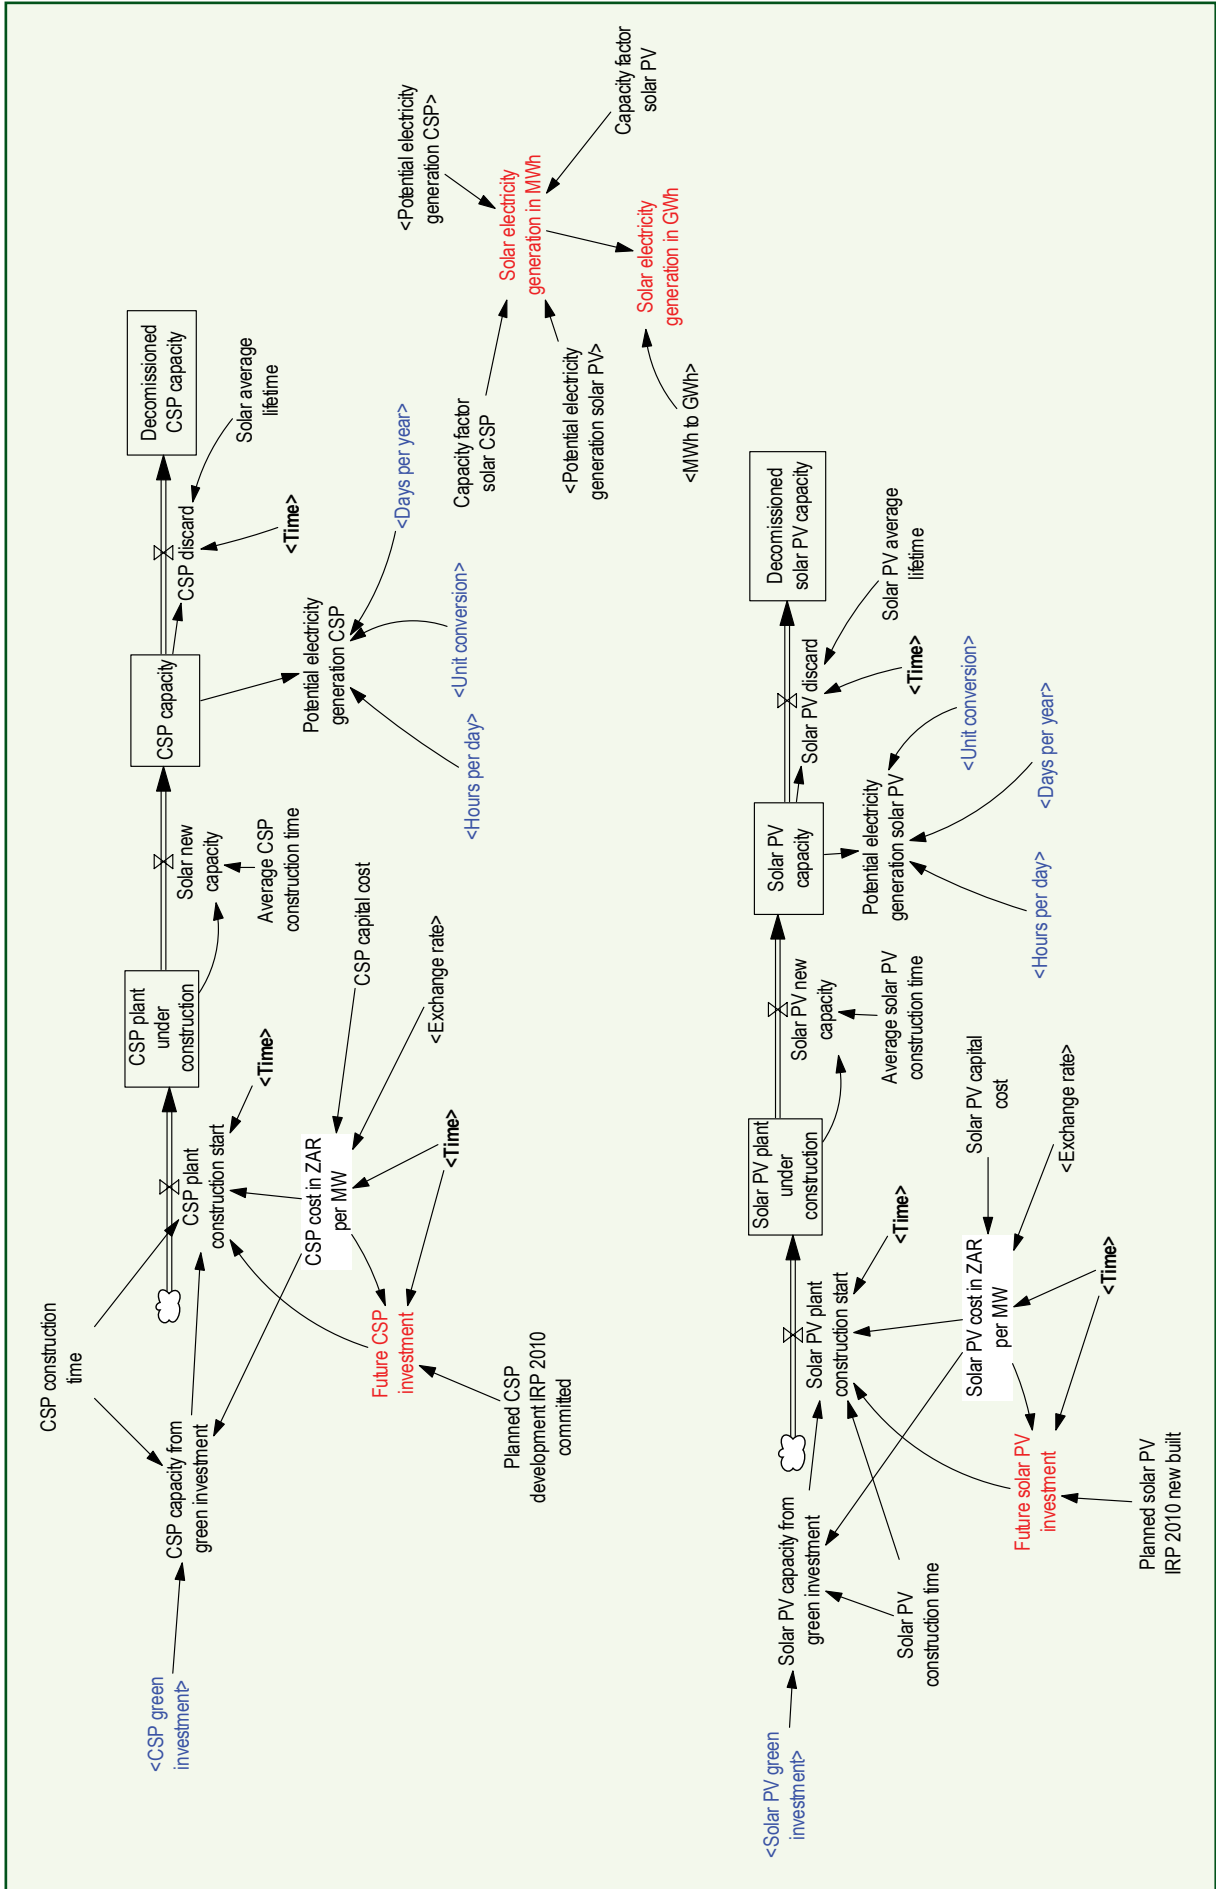 CSP construction
time
<CSP green
investment>
CSP capacity from
green investment
CSP plant
construction start
<Time>
CSP plant
under
construction
Solar new
capacity
Average CSP
construction time
CSP capacity
CSP discard
<Time>
Solar average
lifetime
Decomissioned
CSP capacity
CSP cost in ZAR
per MW
CSP capital cost
<Exchange rate>
<Time>
Future CSP
investment
Planned CSP
development IRP 2010
committed
Potential electricity
generation CSP
<Hours per day>
<Unit conversion>
<Days per year>
Capacity factor
solar CSP
<Potential electricity
generation CSP>
Solar electricity
generation in MWh
<Potential electricity
generation solar PV>
Capacity factor
solar PV
Solar electricity
generation in GWh
<MWh to GWh>
<Solar PV green
investment>
Solar PV capacity from
green investment
Solar PV
construction time
Solar PV plant
construction start
<Time>
Solar PV plant
under
construction
Solar PV new
capacity
Average solar PV
construction time
Solar PV
capacity
Solar PV discard
<Time>
Solar PV average
lifetime
Decomissioned
solar PV capacity
Solar PV cost in ZAR
per MW
Solar PV capital
cost
<Exchange rate>
<Time>
Future solar PV
investment
Planned solar PV
IRP 2010 new built
Potential electricity
generation solar PV
<Hours per day>
<Days per year>
<Unit conversion>